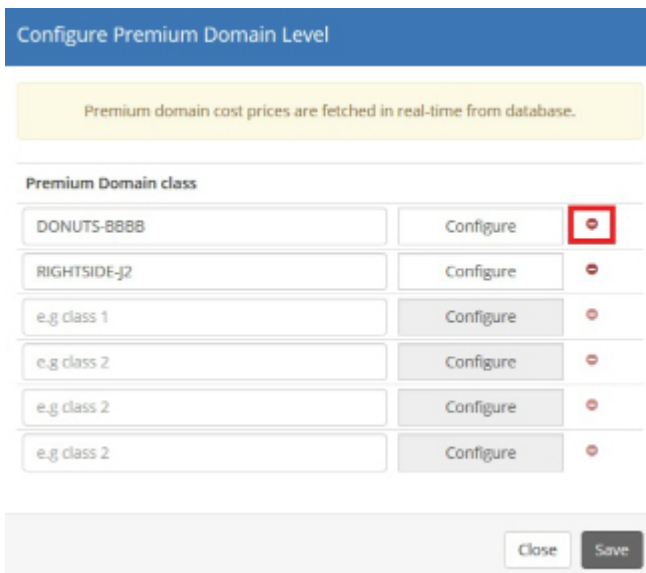 Configure Premium Domain Level
Premium domain cost prices are fetched in real-time from database.
Premium Domain class
DONUTS-BBBB Configure
RIGHTSIDE-J2 Configure
e.g class 1 Configure
e.g class 2 Configure
e.g class 2 Configure
e.g class 2 Configure
Close Save